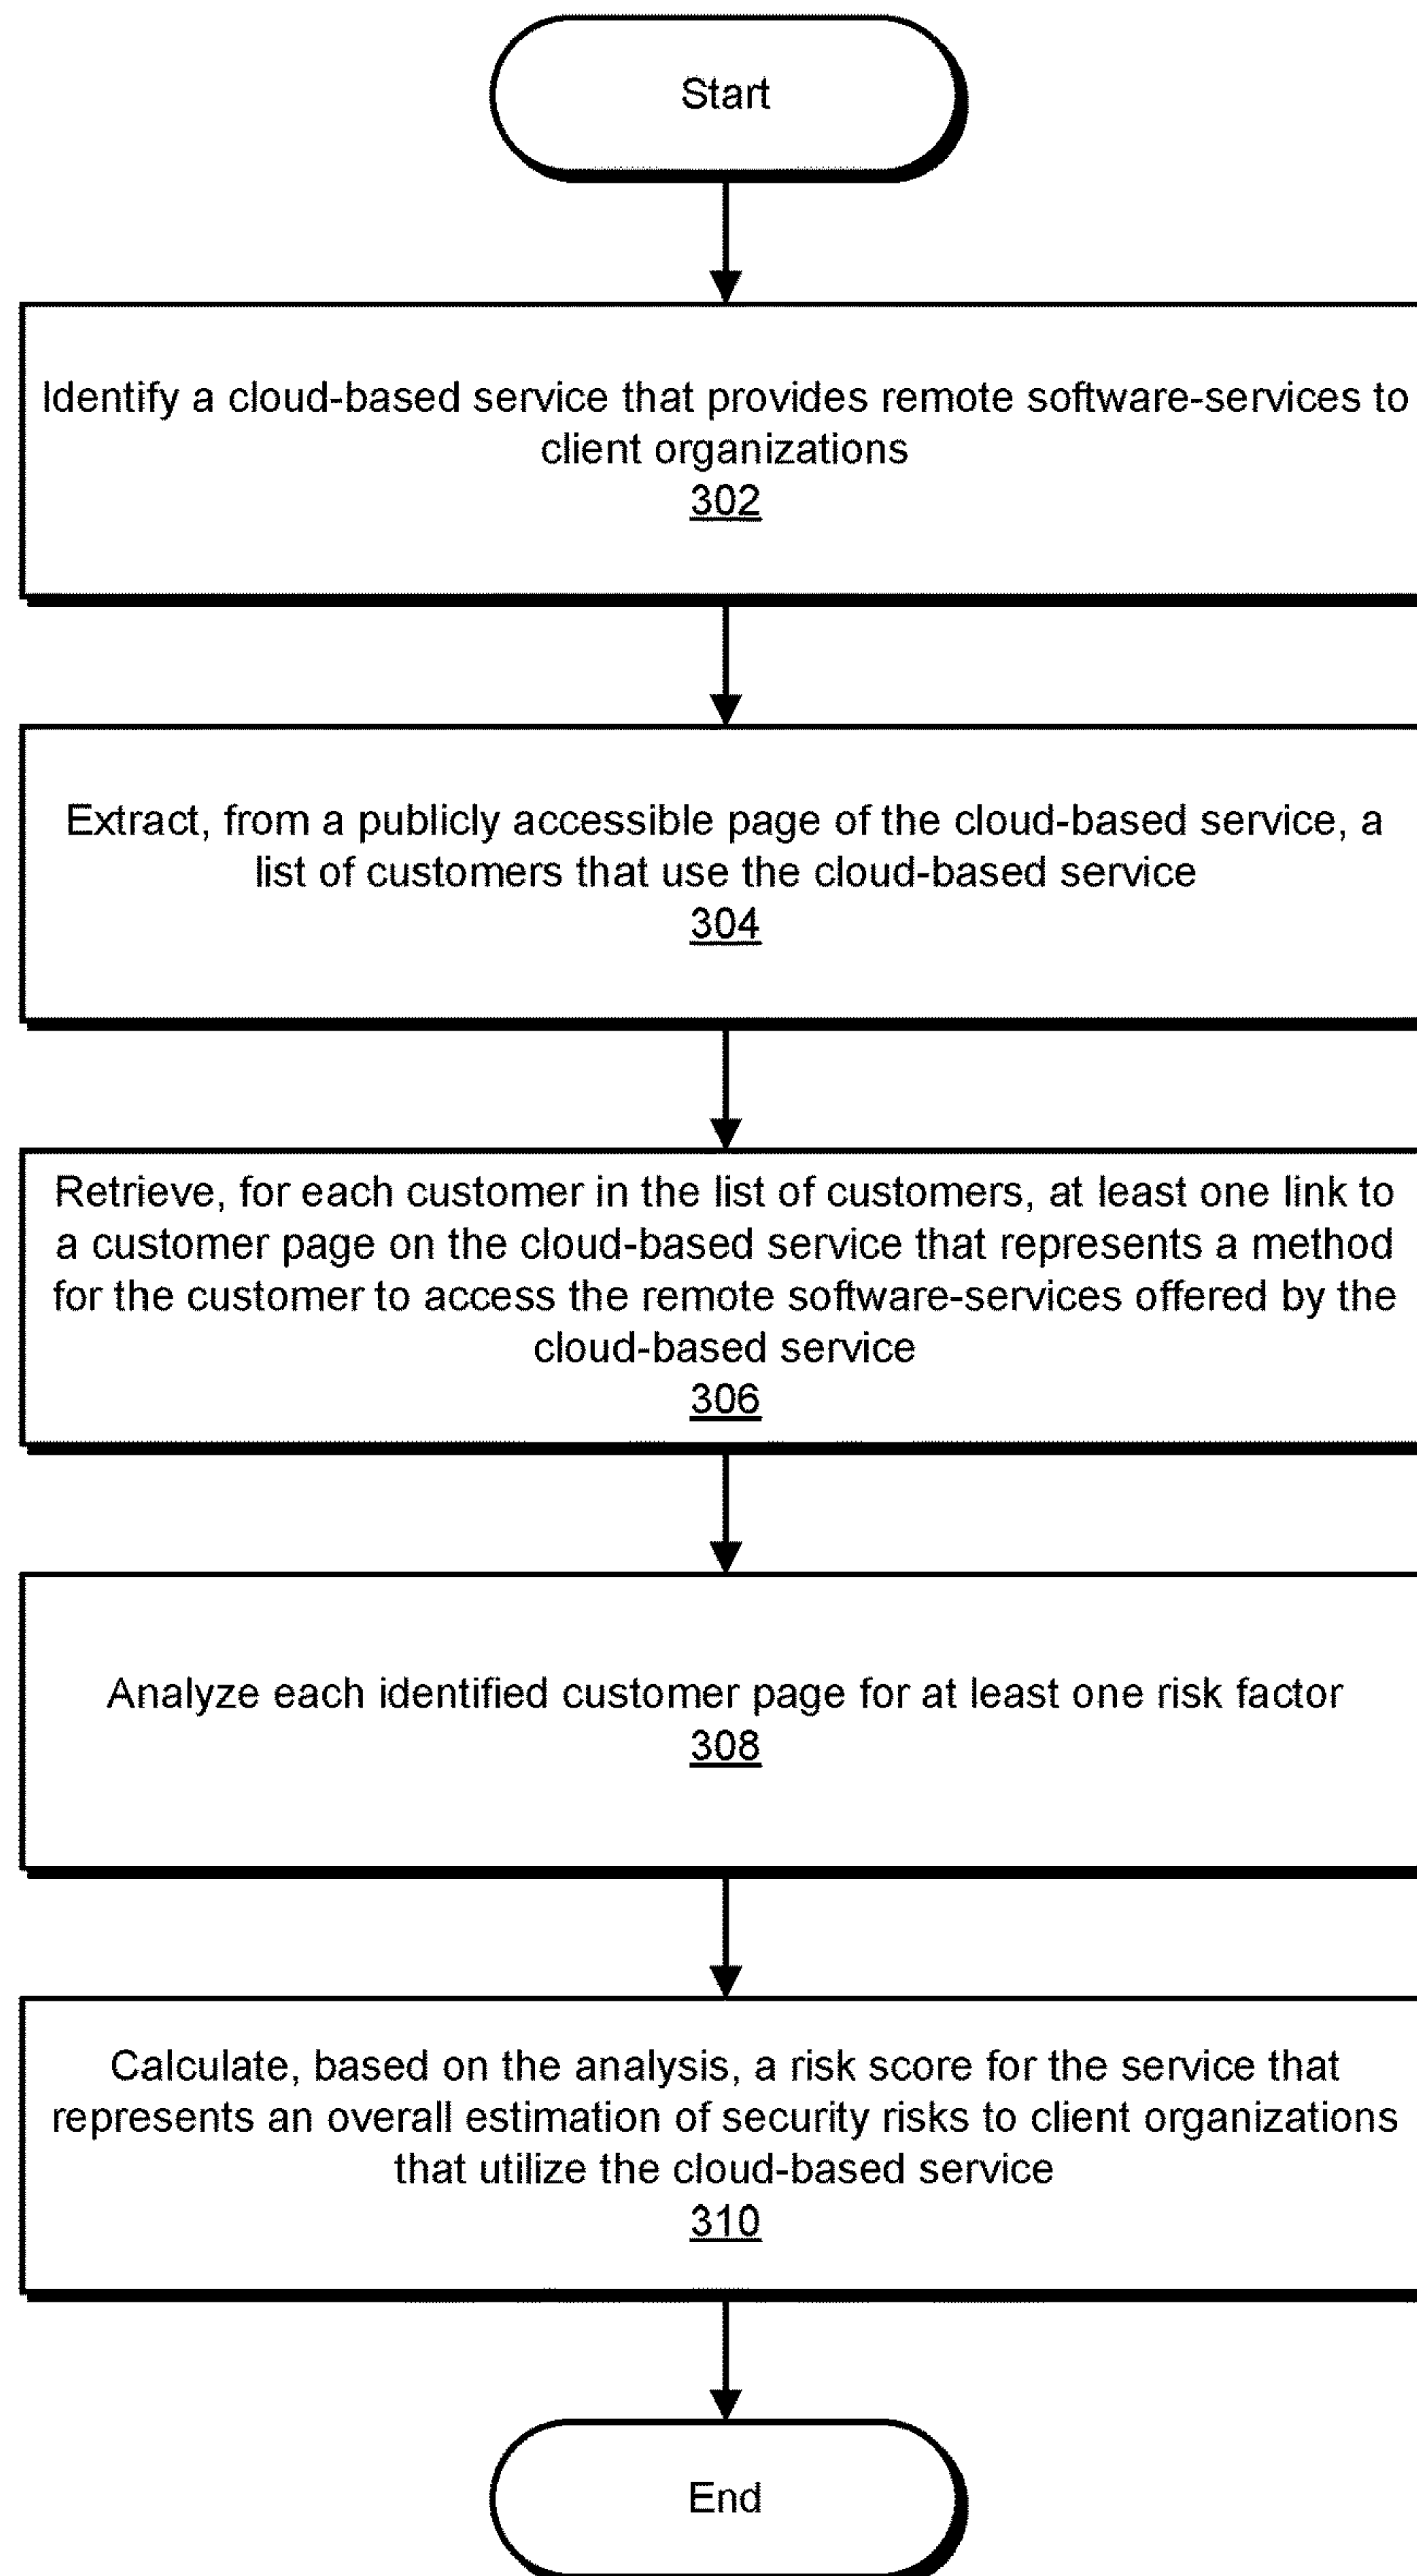 Start
Identify a cloud-based service that provides remote software-services to
client organizations
302
Extract, from a publicly accessible page of the cloud-based service, a
list of customers that use the cloud-based service
304
Retrieve, for each customer in the list of customers, at least one link to
a customer page on the cloud-based service that represents a method
for the customer to access the remote software-services offered by the
cloud-based service
306
Analyze each identified customer page for at least one risk factor
308
Calculate, based on the analysis, a risk score for the service that
represents an overall estimation of security risks to client organizations
that utilize the cloud-based service
310
End